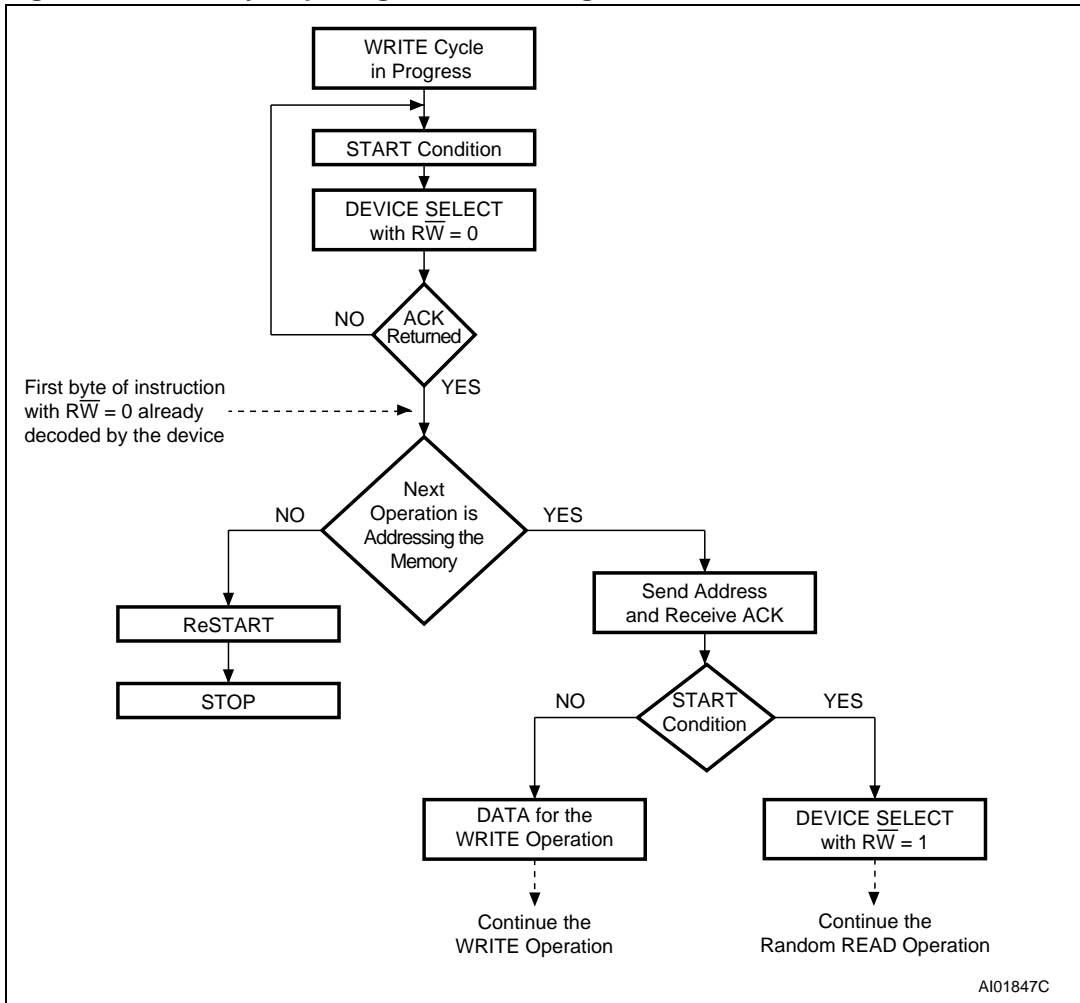 WRITE Cycle
in Progress
START Condition
DEVICE SELECT
with RW̅ = 0
NO
ACK
Returned
YES
First byte of instruction
with RW̅ = 0 already
decoded by the device
NO
Next
Operation is
Addressing the
Memory
YES
Send Address
and Receive ACK
ReSTART
STOP
NO
START
Condition
YES
DATA for the
WRITE Operation
DEVICE SELECT
with RW̅ = 1
Continue the
WRITE Operation
Continue the
Random READ Operation
AI01847C